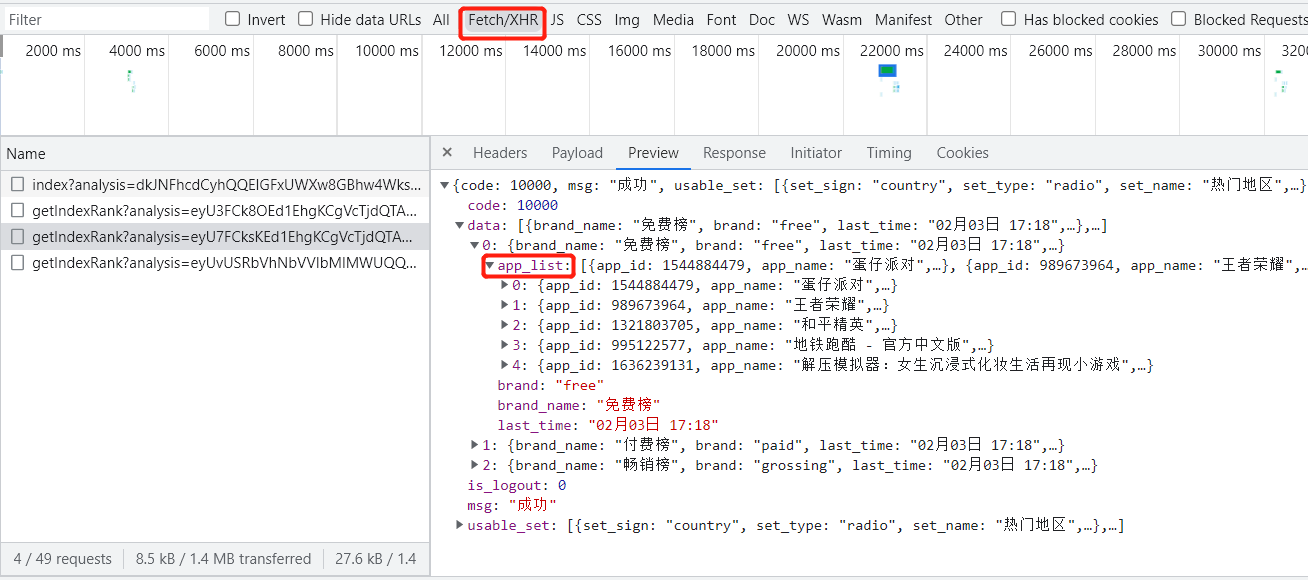 Filter Invert Hide data URLs All Fetch/XHR JS CSS Img Media Font Doc WS Wasm Manifest Other Has blocked cookies Blocked Requests
2000 ms 4000 ms 6000 ms 8000 ms 10000 ms 12000 ms 14000 ms 16000 ms 18000 ms 20000 ms 22000 ms 24000 ms 26000 ms 28000 ms 30000 ms 320
Name
index?analysis=dkJNFhcdCyhQQEIGFxUWXw8GBhw4Wks...
getIndexRank?analysis=eyU3FCk8OEd1EhgKCgVcTjdQTA...
getIndexRank?analysis=eyU7FCksKEd1EhgKCgVcTjdQTA...
getIndexRank?analysis=eyUvUSRbVhNbVVlbMlMWUQQ...
4 / 49 requests 8.5 kB / 1.4 MB transferred 27.6 kB / 1.4
× Headers Payload Preview Response Initiator Timing Cookies
▼{code: 10000, msg: "成功", usable_set: [{set_sign: "country", set_type: "radio", set_name: "热门地区",…}
code: 10000
▼data: [{brand_name: "免费榜", brand: "free", last_time: "02月03日 17:18",…},…]
▼0: {brand_name: "免费榜", brand: "free", last_time: "02月03日 17:18",…}
▼app_list: [{app_id: 1544884479, app_name: "蛋仔派对",…}, {app_id: 989673964, app_name: "王者荣耀",…
▶0: {app_id: 1544884479, app_name: "蛋仔派对",…}
▶1: {app_id: 989673964, app_name: "王者荣耀",…}
▶2: {app_id: 1321803705, app_name: "和平精英",…}
▶3: {app_id: 995122577, app_name: "地铁跑酷 - 官方中文版",…}
▶4: {app_id: 1636239131, app_name: "解压模拟器：女生沉浸式化妆生活再现小游戏",…}
brand: "free"
brand_name: "免费榜"
last_time: "02月03日 17:18"
▶1: {brand_name: "付费榜", brand: "paid", last_time: "02月03日 17:18",…}
▶2: {brand_name: "畅销榜", brand: "grossing", last_time: "02月03日 17:18",…}
is_logout: 0
msg: "成功"
▶usable_set: [{set_sign: "country", set_type: "radio", set_name: "热门地区",…},…]